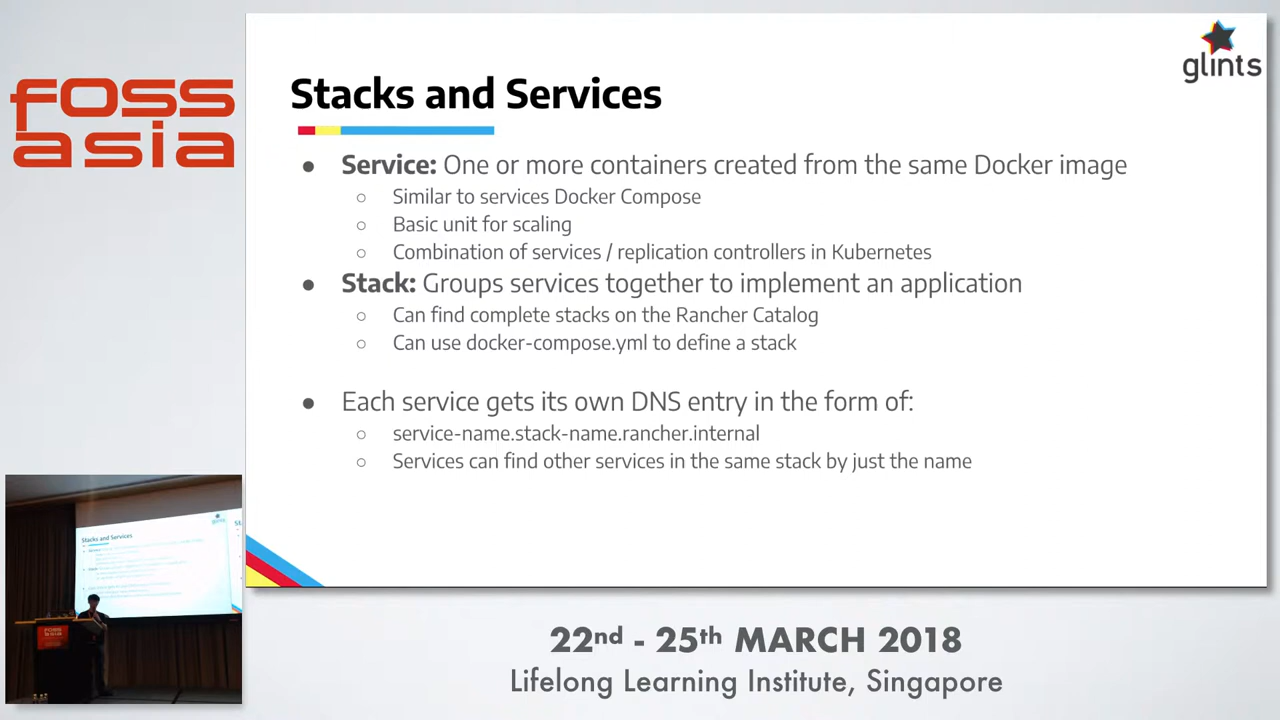 foss
asia
glints
Stacks and Services
● Service: One or more containers created from the same Docker image
○ Similar to services Docker Compose
○ Basic unit for scaling
○ Combination of services / replication controllers in Kubernetes
● Stack: Groups services together to implement an application
○ Can find complete stacks on the Rancher Catalog
○ Can use docker-compose.yml to define a stack
● Each service gets its own DNS entry in the form of:
○ service-name.stack-name.rancher.internal
○ Services can find other services in the same stack by just the name
Stacks and Services
FOSS
asia
22nd - 25th MARCH 2018
Lifelong Learning Institute, Singapore